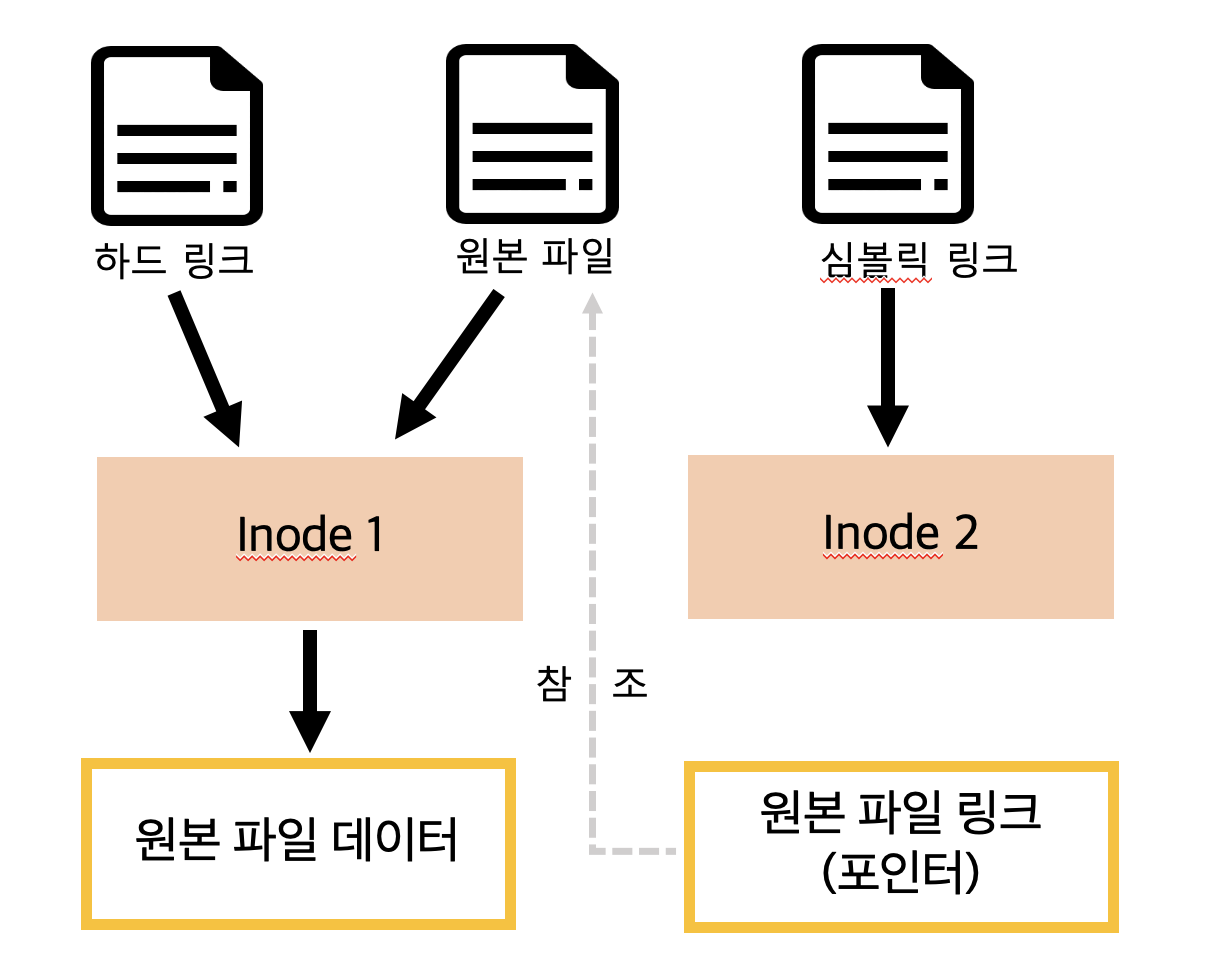 하드 링크
원본 파일
심볼릭 링크
Inode 1
Inode 2
참 조
원본 파일 데이터
원본 파일 링크
(포인터)